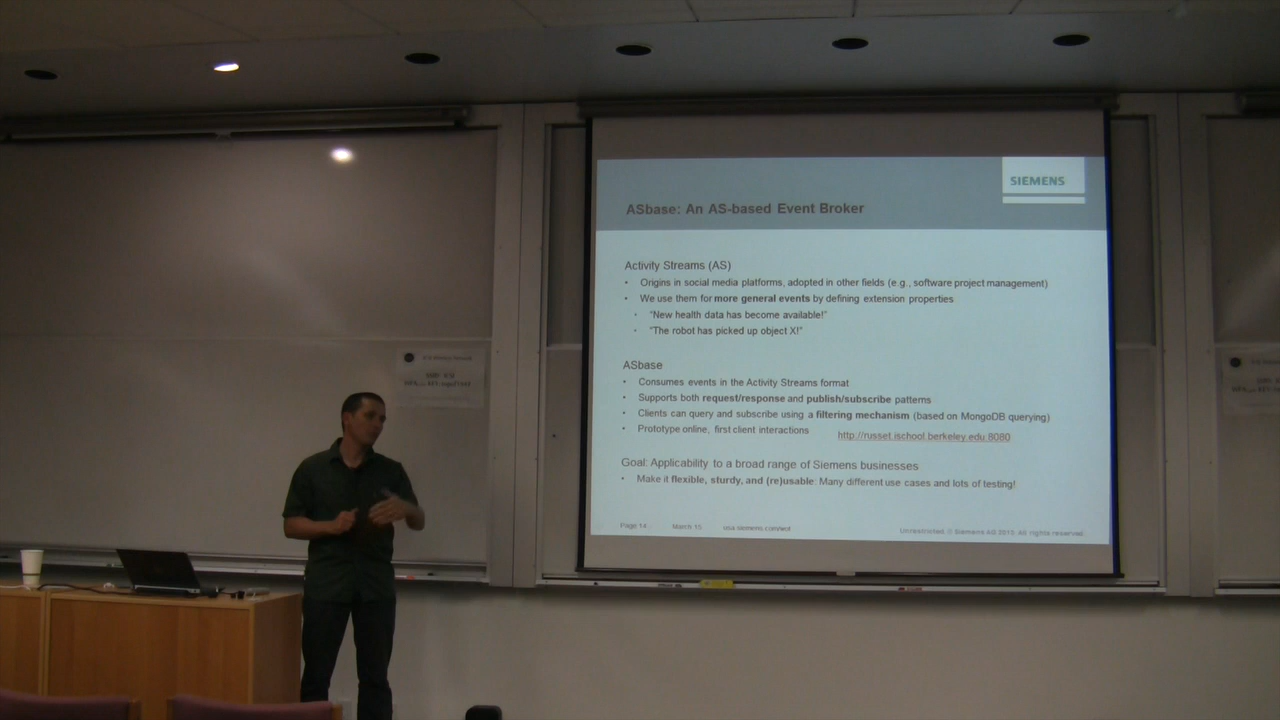 SIEMENS
ASbase: An AS-based Event Broker
Activity Streams (AS)
• Origins in social media platforms, adopted in other fields (e.g., software project management)
• We use them for more general events by defining extension properties
• "New health data has become available!"
• "The robot has picked up object X!"
ASbase
• Consumes events in the Activity Streams format
• Supports both request/response and publish/subscribe patterns
• Clients can query and subscribe using a filtering mechanism (based on MongoDB querying)
• Prototype online, first client interactions http://russet.ischool.berkeley.edu:8080
Goal: Applicability to a broad range of Siemens businesses
• Make it flexible, sturdy, and (re)usable: Many different use cases and lots of testing!
Page 14 March 15 usa.siemens.com/wot Unrestricted © Siemens AG 2013. All rights reserved.